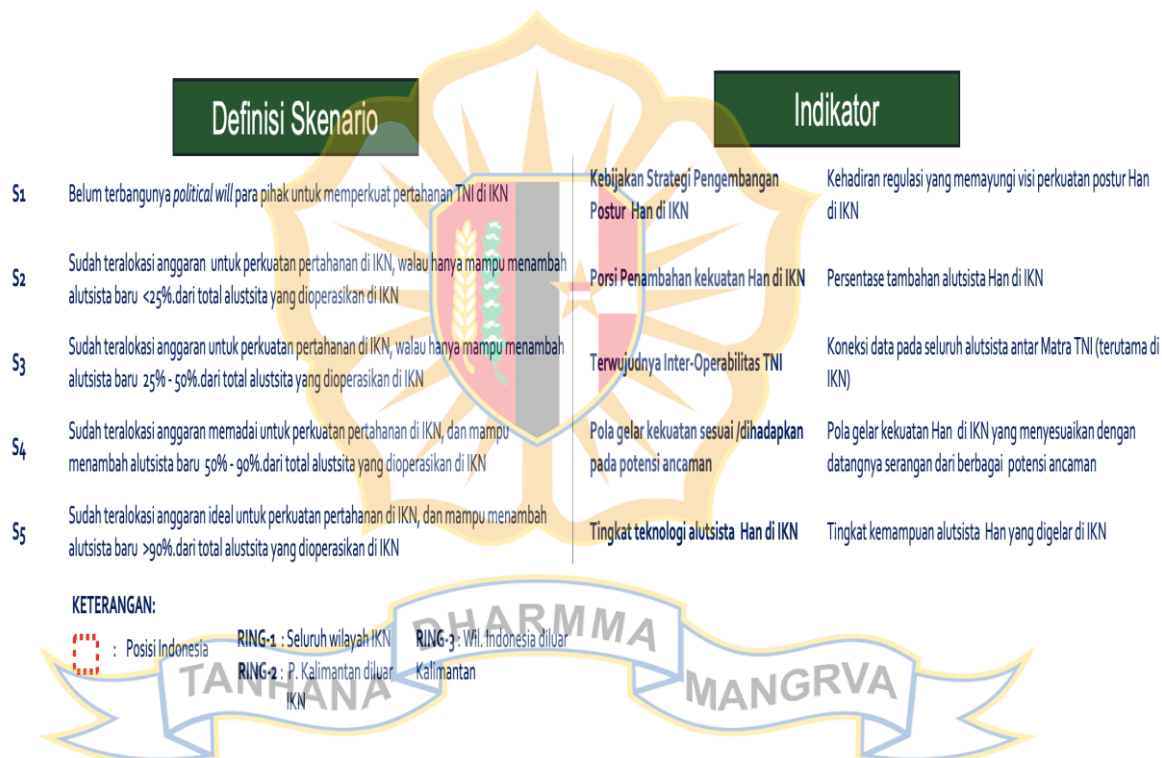 Definisi Skenario
Indikator
S1
Belum terbangunya political will para pihak untuk memperkuat pertahanan TNI di IKN
S2
Sudah teralokasi anggaran untuk perkuatan pertahanan di IKN, walau hanya mampu menambah
alutsista baru <25%.dari total alustsita yang dioperasikan di IKN
S3
Sudah teralokasi anggaran untuk perkuatan pertahanan di IKN, walau hanya mampu menambah
alutsista baru 25% - 50%.dari total alustsita yang dioperasikan di IKN
S4
Sudah teralokasi anggaran memadai untuk perkuatan pertahanan di IKN, dan mampu
menambah alutsista baru 50% - 90%.dari total alustsita yang dioperasikan di IKN
S5
Sudah teralokasi anggaran ideal untuk perkuatan pertahanan di IKN, dan mampu menambah
alutsista baru >90%.dari total alustsita yang dioperasikan di IKN
Kebijakan Strategi Pengembangan
Postur Han di IKN
Kehadiran regulasi yang memayungi visi perkuatan postur Han
di IKN
Porsi Penambahan kekuatan Han di IKN
Persentase tambahan alutsista Han di IKN
Terwujudnya Inter-Operabilitas TNI
Koneksi data pada seluruh alutsista antar Matra TNI (terutama di
IKN)
Pola gelar kekuatan sesuai /dihadapkan
pada potensi ancaman
Pola gelar kekuatan Han di IKN yang menyesuaikan dengan
datangnya serangan dari berbagai potensi ancaman
Tingkat teknologi alutsista Han di IKN
Tingkat kemampuan alutsista Han yang digelar di IKN
KETERANGAN:
: Posisi Indonesia
RING-1 : Seluruh wilayah IKN
RING-2 : P. Kalimantan diluar
IKN
RING-3 : Wil. Indonesia diluar
Kalimantan
TANHANA
DHARMMA
MANGRVA